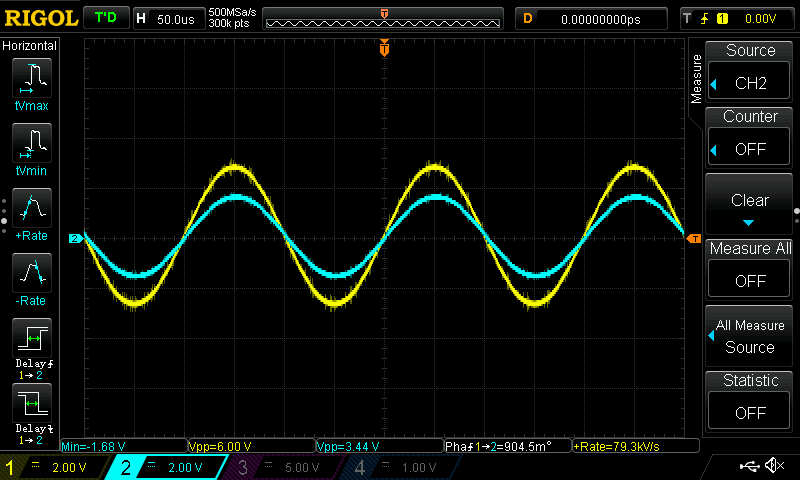 RIGOL T'D H 50.0us 500MSa/s 300k pts T D 0.00000000ps T 1 0.00V
Horizontal
tVmax
tVmin
+Rate
-Rate
Delay
1→2
Delay
1→2
T
2
T
Measure
Source
CH2
Counter
OFF
Clear
Measure All
OFF
All Measure
Source
Statistic
OFF
Min=-1.68 V Vpp=6.00 V Vpp=3.44 V Pha1→2=904.5m° +Rate=79.3kV/s
1 2.00 V 2 2.00 V 3 5.00 V 4 1.00 V